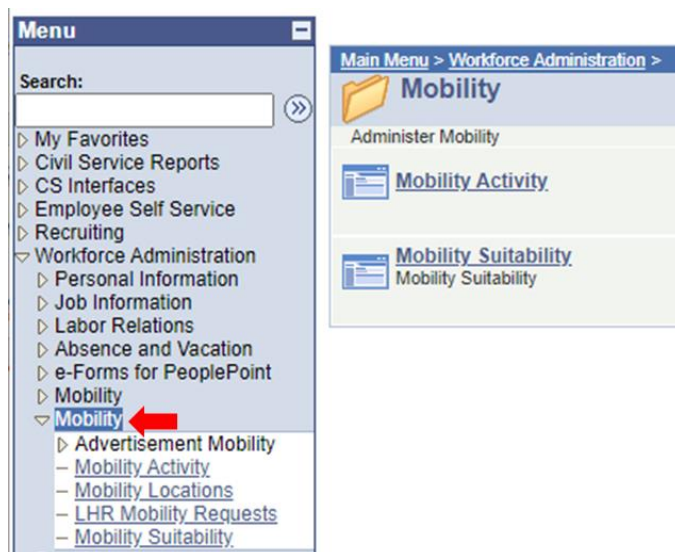 Menu
Search:
My Favorites
Civil Service Reports
CS Interfaces
Employee Self Service
Recruiting
Workforce Administration
Personal Information
Job Information
Labor Relations
Absence and Vacation
e-Forms for PeoplePoint
Mobility
Mobility
Advertisement Mobility
– Mobility Activity
– Mobility Locations
– LHR Mobility Requests
– Mobility Suitability
Main Menu > Workforce Administration >
Mobility
Administer Mobility
Mobility Activity
Mobility Suitability
Mobility Suitability